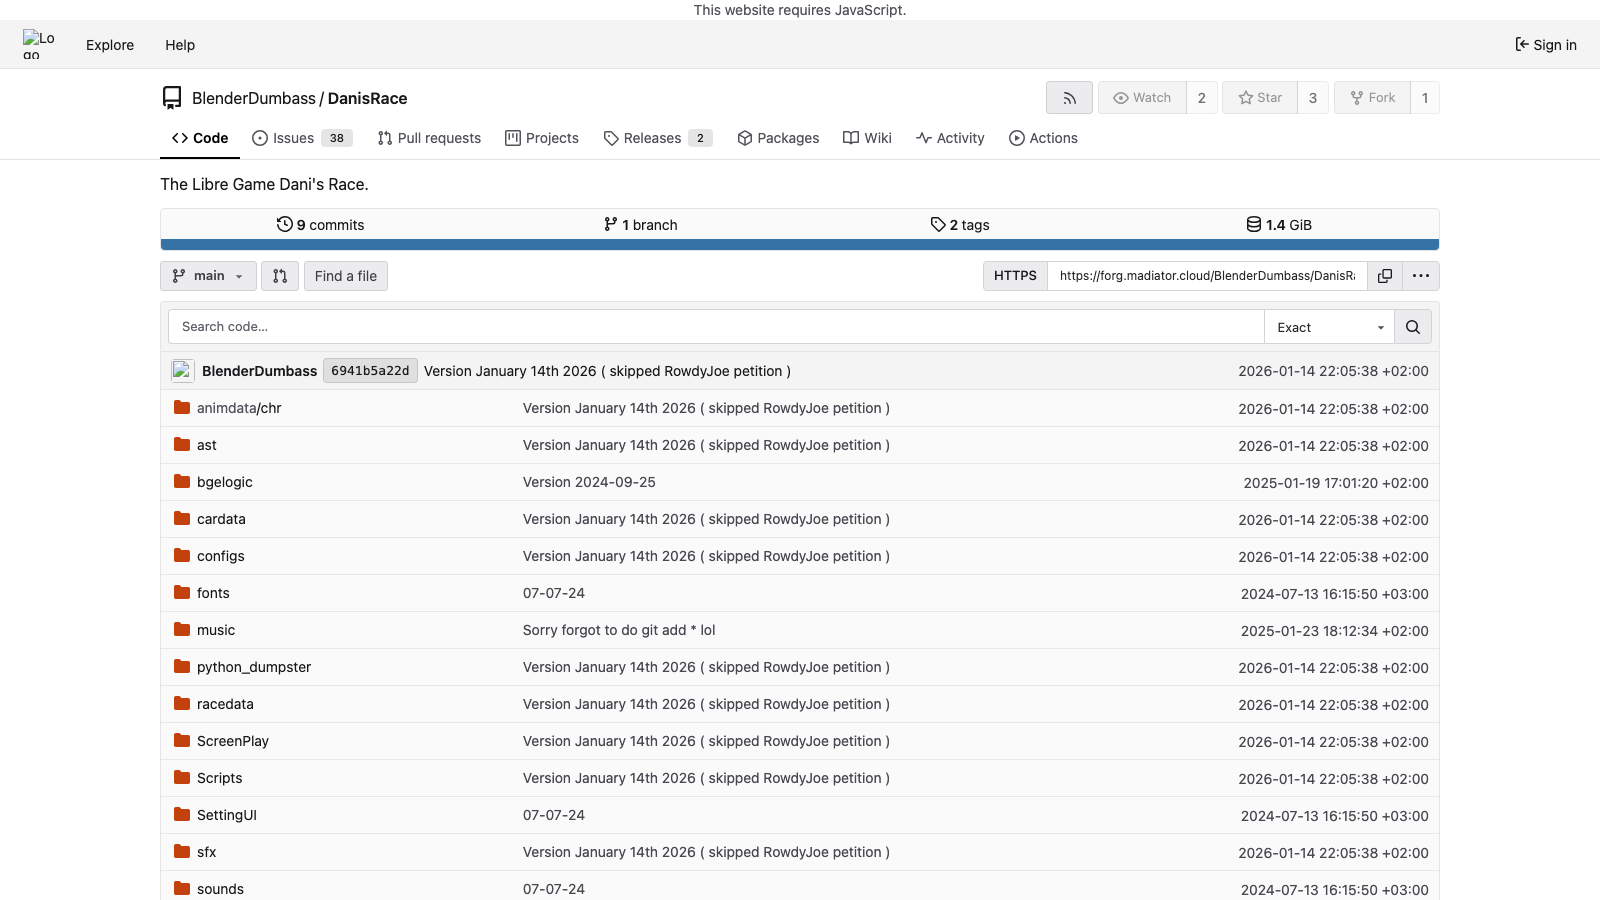 This website requires JavaScript.
Logo Explore Help Sign in
BlenderDumbass / DanisRace Watch 2 Star 3 Fork 1
Code Issues 38 Pull requests Projects Releases 2 Packages Wiki Activity Actions
The Libre Game Dani's Race.
9 commits 1 branch 2 tags 1.4 GiB
main Find a file HTTPS https://forg.madiator.cloud/BlenderDumbass/DanisRa
Search code... Exact
BlenderDumbass 6941b5a22d Version January 14th 2026 ( skipped RowdyJoe petition ) 2026-01-14 22:05:38 +02:00
animdata/chr Version January 14th 2026 ( skipped RowdyJoe petition ) 2026-01-14 22:05:38 +02:00
ast Version January 14th 2026 ( skipped RowdyJoe petition ) 2026-01-14 22:05:38 +02:00
bgelogic Version 2024-09-25 2025-01-19 17:01:20 +02:00
cardata Version January 14th 2026 ( skipped RowdyJoe petition ) 2026-01-14 22:05:38 +02:00
configs Version January 14th 2026 ( skipped RowdyJoe petition ) 2026-01-14 22:05:38 +02:00
fonts 07-07-24 2024-07-13 16:15:50 +03:00
music Sorry forgot to do git add * lol 2025-01-23 18:12:34 +02:00
python_dumpster Version January 14th 2026 ( skipped RowdyJoe petition ) 2026-01-14 22:05:38 +02:00
racedata Version January 14th 2026 ( skipped RowdyJoe petition ) 2026-01-14 22:05:38 +02:00
ScreenPlay Version January 14th 2026 ( skipped RowdyJoe petition ) 2026-01-14 22:05:38 +02:00
Scripts Version January 14th 2026 ( skipped RowdyJoe petition ) 2026-01-14 22:05:38 +02:00
SettingUI 07-07-24 2024-07-13 16:15:50 +03:00
sfx Version January 14th 2026 ( skipped RowdyJoe petition ) 2026-01-14 22:05:38 +02:00
sounds 07-07-24 2024-07-13 16:15:50 +03:00